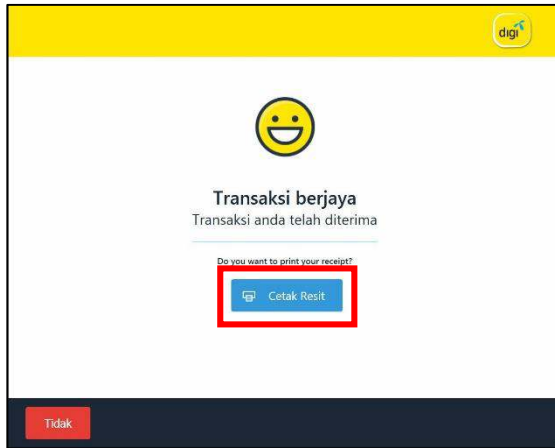 digi
Transaksi berjaya
Transaksi anda telah diterima
Do you want to print your receipt?
Cetak Resit
Tidak